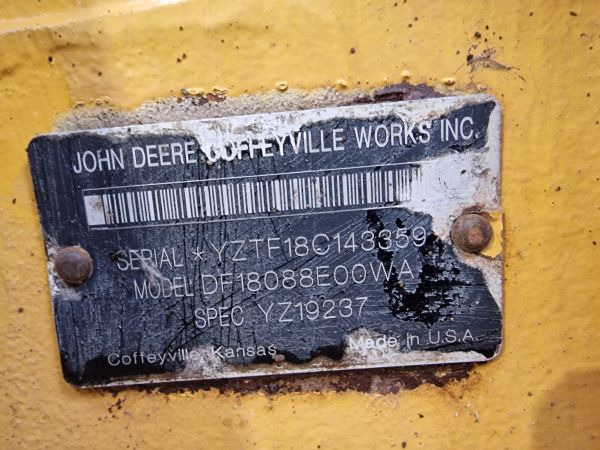 JOHN DEERE COFFEYVILLE WORKS INC.
SERIAL *YZTF18C143359
MODEL DF18088E00WA
SPEC YZ19237
Coffeyville, Kansas Made in U.S.A.